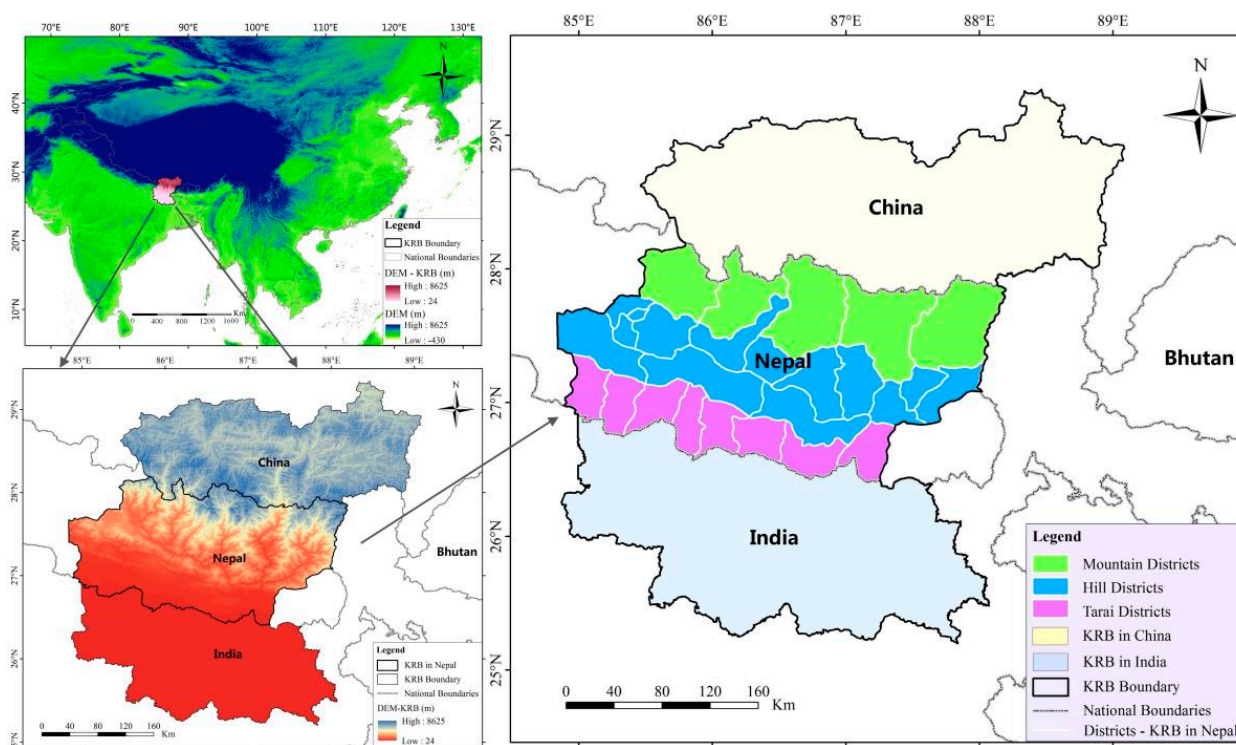 70°E 80°E 90°E 100°E 110°E 120°E 130°E
40°N
30°N
20°N
10°N
N
Legend
KRB Boundary
National Boundaries
DEM - KRB (m)
High : 8625
Low : 24
DEM (m)
High : 8625
Low : -430
0 400 800 1200 1600 Km
85°E 86°E 87°E 88°E 89°E
29°N
28°N
27°N
26°N
N
China
Nepal
India
Bhutan
Legend
KRB in Nepal
KRB Boundary
National Boundaries
DEM-KRB (m)
High : 8625
Low : 24
0 40 80 120 160
Km
85°E 86°E 87°E 88°E 89°E
29°N
28°N
27°N
26°N
25°N
N
China
Nepal
Bhutan
India
Legend
Mountain Districts
Hill Districts
Tarai Districts
KRB in China
KRB in India
KRB Boundary
National Boundaries
Districts - KRB in Nepal
0 40 80 120 160
Km